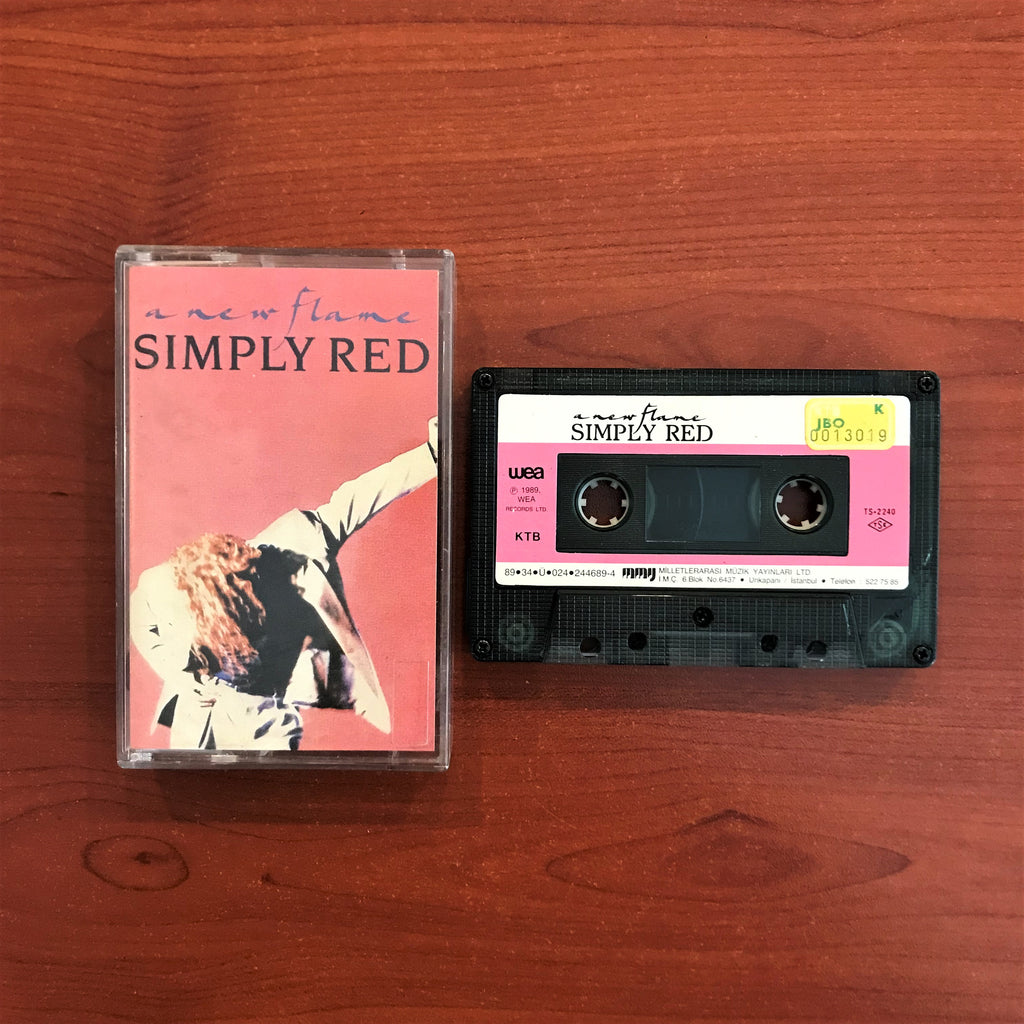 a new flame
SIMPLY RED
a new flame
SIMPLY RED
K
JBO
0013019
wea
℗ 1989,
WEA
RECORDS LTD.
KTB
TS-2240
TSE
89•34•Ü•024•244689-4 mmy MİLLETLERARASI MÜZİK YAYINLARI LTD
İ.M.Ç. 6.Blok No.6437 • Unkapanı / İstanbul • Telefon : 522 75 85